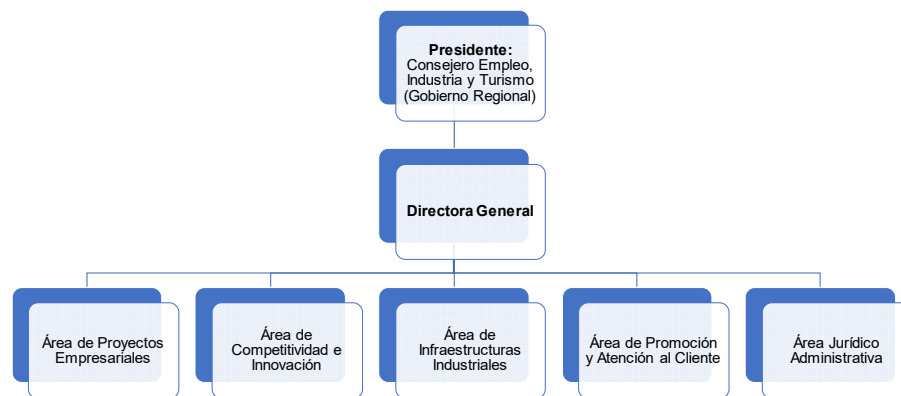 Presidente:
Consejero Empleo,
Industria y Turismo
(Gobierno Regional)
Directora General
Área de Proyectos
Empresariales
Área de
Competitividad e
Innovación
Área de
Infraestructuras
Industriales
Área de Promoción
y Atención al Cliente
Área Jurídico
Administrativa